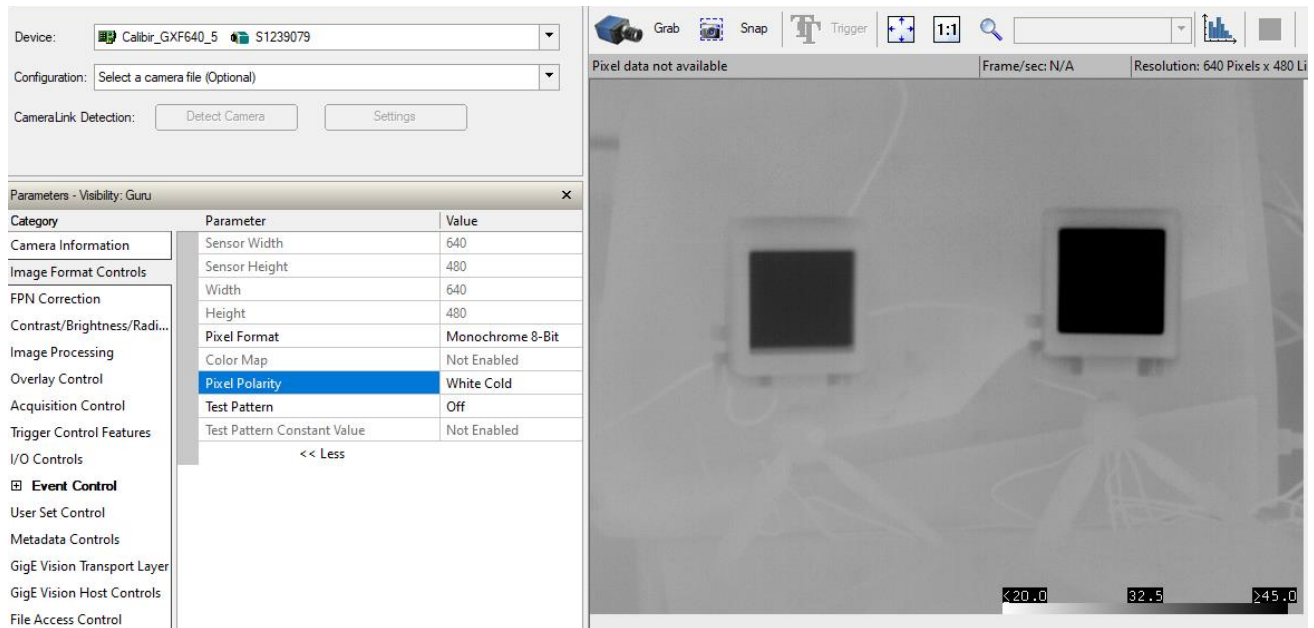 Device: Calibir_GXF640_5 S1239079
Configuration: Select a camera file (Optional)
CameraLink Detection: Detect Camera Settings
Parameters - Visibility: Guru
Category Parameter Value
Camera Information
Image Format Controls
FPN Correction
Contrast/Brightness/Radi...
Image Processing
Overlay Control
Acquisition Control
Trigger Control Features
I/O Controls
Event Control
User Set Control
Metadata Controls
GigE Vision Transport Layer
GigE Vision Host Controls
File Access Control
Sensor Width 640
Sensor Height 480
Width 640
Height 480
Pixel Format Monochrome 8-Bit
Color Map Not Enabled
Pixel Polarity White Cold
Test Pattern Off
Test Pattern Constant Value Not Enabled
<< Less
Grab Snap Trigger 1:1
Pixel data not available Frame/sec: N/A Resolution: 640 Pixels x 480 Li
<20.0 32.5 >45.0